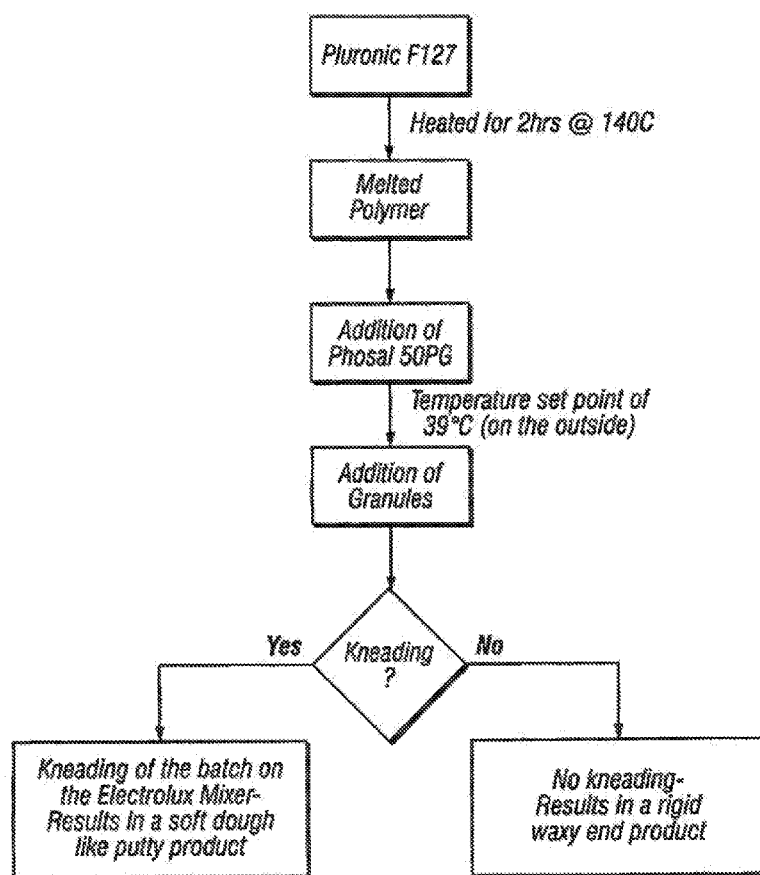 Pluronic F127
Heated for 2hrs @ 140C
Melted
Polymer
Addition of
Phosal 50PG
Temperature set point of
39°C (on the outside)
Addition of
Granules
Yes
Kneading
?
No
Kneading of the batch on
the Electrolux Mixer-
Results in a soft dough
like putty product
No kneading-
Results in a rigid
waxy end product